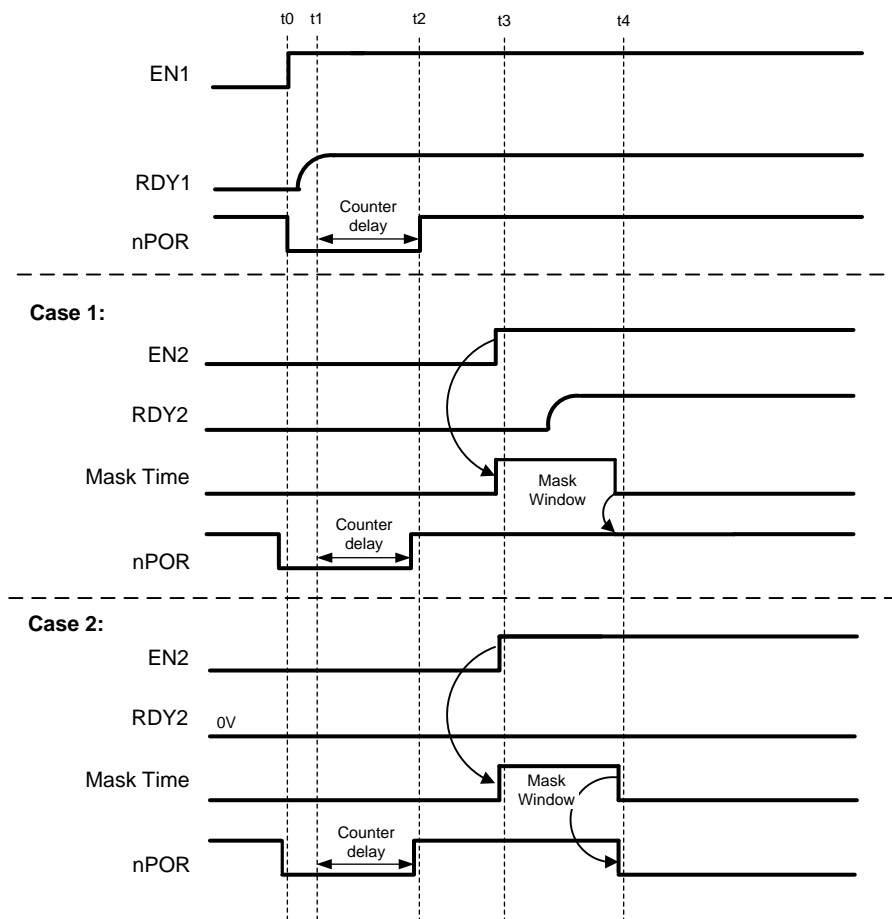 t0 t1 t2 t3 t4
EN1
RDY1
Counter
delay
nPOR
Case 1:
EN2
RDY2
Mask Time
Mask
Window
Counter
delay
nPOR
Case 2:
EN2
RDY2
0V
Mask Time
Mask
Window
Counter
delay
nPOR